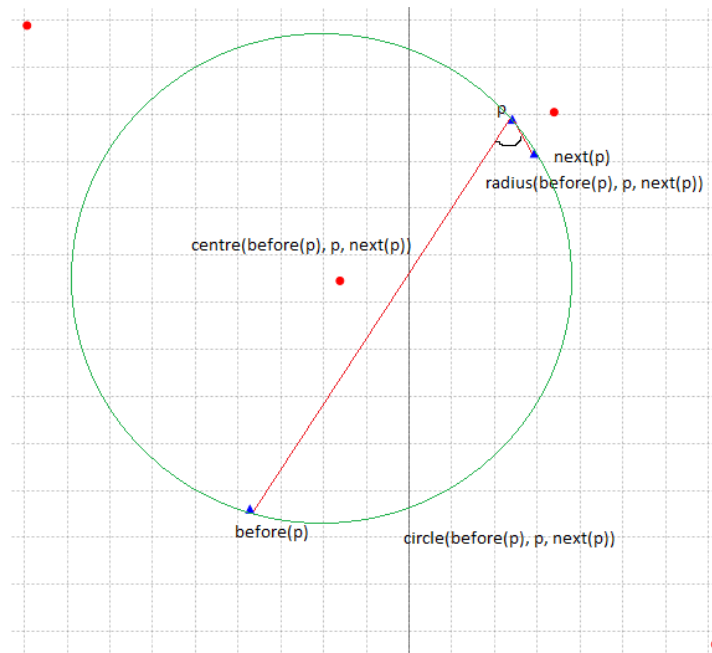 p
next(p)
radius(before(p), p, next(p))
centre(before(p), p, next(p))
before(p)
circle(before(p), p, next(p))